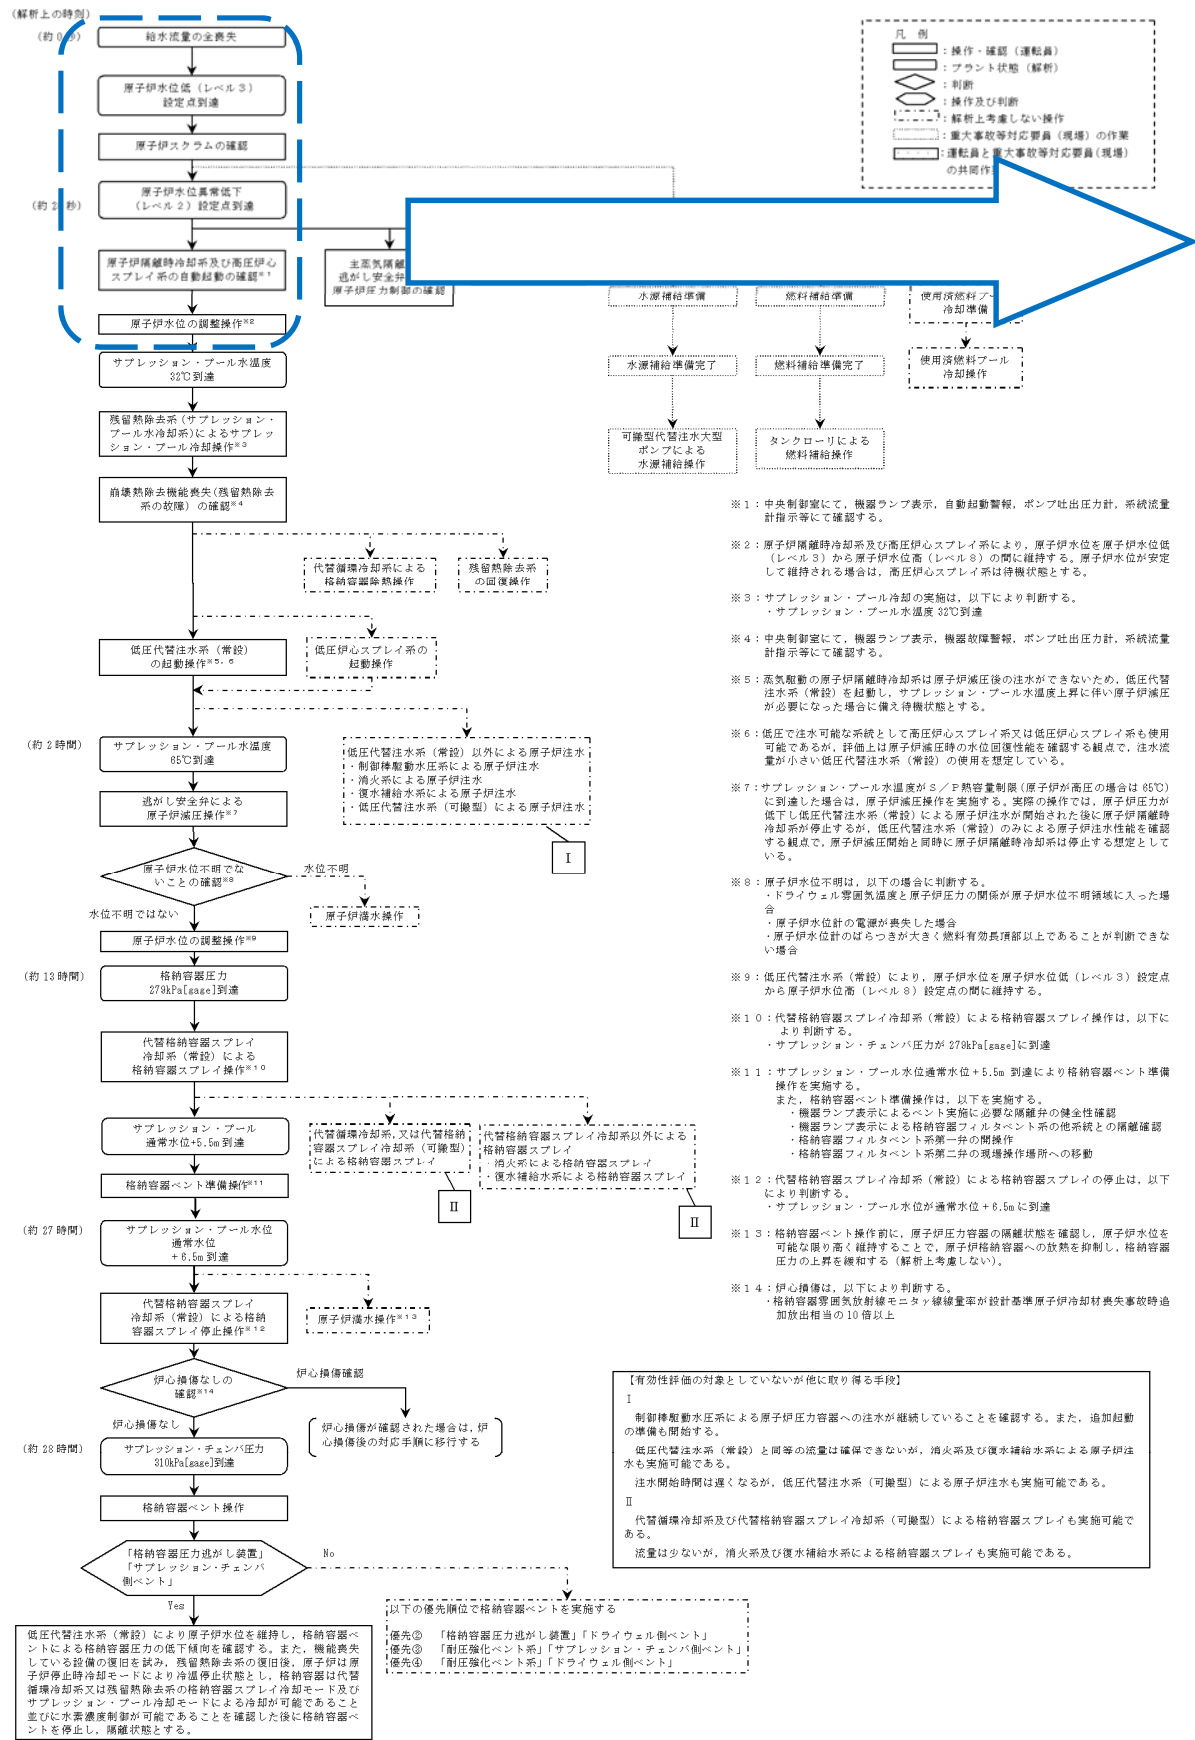 (解析上の時刻)
(約0秒)
給水流量の全喪失
原子炉水位低（レベル３）
設定点到達
原子炉スクラムの確認
原子炉水位異常低下
（レベル２）設定点到達
(約2 秒)
原子炉隔離時冷却系及び高圧炉心
スプレイ系の自動起動の確認※１
主蒸気隔離
逃がし安全弁
原子炉圧力制御の確認
原子炉水位の調整操作※２
サプレッション・プール水温度
32℃到達
残留熱除去系(サプレッション・
プール水冷却系)によるサプレッ
ション・プール冷却操作※３
崩壊熱除去機能喪失(残留熱除去
系の故障）の確認※４
代替循環冷却系による
格納容器除熱操作
残留熱除去系
の回復操作
低圧代替注水系（常設）
の起動操作※５，６
低圧炉心スプレイ系の
起動操作
(約２時間)
サプレッション・プール水温度
65℃到達
逃がし安全弁による
原子炉減圧操作※７
低圧代替注水系（常設）以外による原子炉注水
・制御棒駆動水圧系による原子炉注水
・消火系による原子炉注水
・復水補給水系による原子炉注水
・低圧代替注水系（可搬型）による原子炉注水
Ⅰ
原子炉水位不明でな
いことの確認※８
水位不明
原子炉満水操作
水位不明ではない
原子炉水位の調整操作※９
(約 13 時間)
格納容器圧力
279kPa[gage]到達
代替格納容器スプレイ
冷却系（常設）による
格納容器スプレイ操作※１０
サプレッション・プール
通常水位+5.5m到達
代替循環冷却系,又は代替格納
容器スプレイ冷却系（可搬型）
による格納容器スプレイ
Ⅱ
代替格納容器スプレイ冷却系以外による
格納容器スプレイ
・消火系による格納容器スプレイ
・復水補給水系による格納容器スプレイ
Ⅱ
格納容器ベント準備操作※１１
(約 27 時間)
サプレッション・プール水位
通常水位
＋6.5m到達
代替格納容器スプレイ
冷却系（常設）による格納
容器スプレイ停止操作※１２
原子炉満水操作※１３
炉心損傷なしの
確認※１４
炉心損傷確認
炉心損傷が確認された場合は,炉
心損傷後の対応手順に移行する
炉心損傷なし
(約 28 時間)
サプレッション・チェンバ圧力
310kPa[gage]到達
格納容器ベント操作
「格納容器圧力逃がし装置」
「サプレッション・チェンバ
側ベント」
No
Yes
以下の優先順位で格納容器ベントを実施する
優先②　「格納容器圧力逃がし装置」「ドライウェル側ベント」
優先③　「耐圧強化ベント系」「サプレッション・チェンバ側ベント」
優先④　「耐圧強化ベント系」「ドライウェル側ベント」
低圧代替注水系（常設）により原子炉水位を維持し，格納容器ベ
ントによる格納容器圧力の低下傾向を確認する。また，機能喪失
している設備の復旧を試み，残留熱除去系の復旧後，原子炉は原
子炉停止時冷却モードにより冷温停止状態とし，格納容器は代替
循環冷却系又は残留熱除去系の格納容器スプレイ冷却モード及び
サプレッション・プール冷却モードによる冷却が可能であること
並びに水素濃度制御が可能であることを確認した後に格納容器ベ
ントを停止し，隔離状態とする。
凡　例
：操作・確認（運転員）
：プラント状態（解析）
：判断
：操作及び判断
：解析上考慮しない操作
：重大事故等対応要員（現場）の作業
：運転員と重大事故等対応要員(現場)
の共同作
水源補給準備
燃料補給準備
使用済燃料プー
冷却準備
水源補給準備完了
燃料補給準備完了
使用済燃料プール
冷却操作
可搬型代替注水大型
ポンプによる
水源補給操作
タンクローリによる
燃料補給操作
※１：中央制御室にて，機器ランプ表示，自動起動警報，ポンプ吐出圧力計，系統流量
計指示等にて確認する。
※２：原子炉隔離時冷却系及び高圧炉心スプレイ系により，原子炉水位を原子炉水位低
（レベル３）から原子炉水位高（レベル８）の間に維持する。原子炉水位が安定
して維持される場合は，高圧炉心スプレイ系は待機状態とする。
※３：サプレッション・プール冷却の実施は，以下により判断する。
・サプレッション・プール水温度 32℃到達
※４：中央制御室にて，機器ランプ表示，機器故障警報，ポンプ吐出圧力計，系統流量
計指示等にて確認する。
※５：蒸気駆動の原子炉隔離時冷却系は原子炉減圧後の注水ができないため，低圧代替
注水系（常設）を起動し，サプレッション・プール水温度上昇に伴い原子炉減圧
が必要になった場合に備え待機状態とする。
※６：低圧で注水可能な系統として高圧炉心スプレイ系又は低圧炉心スプレイ系も使用
可能であるが，評価上は原子炉減圧時の水位回復性能を確認する観点で，注水流
量が小さい低圧代替注水系（常設）の使用を想定している。
※７：サプレッション・プール水温度がＳ／Ｐ熱容量制限(原子炉が高圧の場合は 65℃)
に到達した場合は，原子炉減圧操作を実施する。実際の操作では，原子炉圧力が
低下し低圧代替注水系（常設）による原子炉注水が開始された後に原子炉隔離時
冷却系が停止するが，低圧代替注水系（常設）のみによる原子炉注水性能を確認
する観点で，原子炉減圧開始と同時に原子炉隔離時冷却系は停止する想定として
いる。
※８：原子炉水位不明は，以下の場合に判断する。
・ドライウェル雰囲気温度と原子炉圧力の関係が原子炉水位不明領域に入った場
合
・原子炉水位計の電源が喪失した場合
・原子炉水位計のばらつきが大きく燃料有効長頂部以上であることが判断できな
い場合
※９：低圧代替注水系（常設）により，原子炉水位を原子炉水位低（レベル３）設定点
から原子炉水位高（レベル８）設定点の間に維持する。
※１０：代替格納容器スプレイ冷却系（常設）による格納容器スプレイ操作は，以下に
より判断する。
・サプレッション・チェンバ圧力が 279kPa[gage]に到達
※１１：サプレッション・プール水位通常水位＋5.5m 到達により格納容器ベント準備
操作を実施する。
また，格納容器ベント準備操作は，以下を実施する。
・機器ランプ表示によるベント実施に必要な隔離弁の健全性確認
・機器ランプ表示による格納容器フィルタベント系の他系統との隔離確認
・格納容器フィルタベント系第一弁の開操作
・格納容器フィルタベント系第二弁の現場操作場所への移動
※１２：代替格納容器スプレイ冷却系（常設）による格納容器スプレイの停止は，以下
により判断する。
・サプレッション・プール水位が通常水位＋6.5mに到達
※１３：格納容器ベント操作前に，原子炉圧力容器の隔離状態を確認し，原子炉水位を
可能な限り高く維持することで，原子炉格納容器への放熱を抑制し，格納容器
圧力の上昇を緩和する（解析上考慮しない）。
※１４：炉心損傷は，以下により判断する。
・格納容器雰囲気放射線モニタγ線線量率が設計基準原子炉冷却材喪失事故時追
加放出相当の 10 倍以上
【有効性評価の対象としていないが他に取り得る手段】
Ⅰ
制御棒駆動水圧系による原子炉圧力容器への注水が継続していることを確認する。また，追加起動
の準備も開始する。
低圧代替注水系（常設）と同等の流量は確保できないが，消火系及び復水補給水系による原子炉注
水も実施可能である。
注水開始時間は遅くなるが，低圧代替注水系（可搬型）による原子炉注水も実施可能である。
Ⅱ
代替循環冷却系及び代替格納容器スプレイ冷却系（可搬型）による格納容器スプレイも実施可能で
ある。
流量は少ないが，消火系及び復水補給水系による格納容器スプレイも実施可能である。